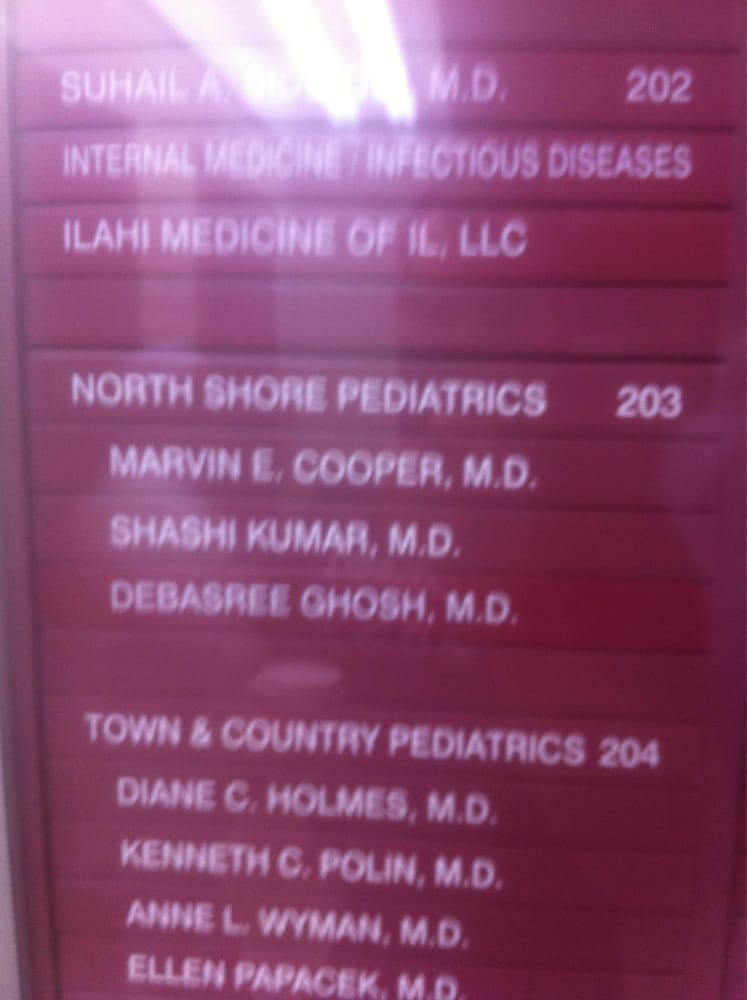 SUHAIL A. M.D. 202
INTERNAL MEDICINE / INFECTIOUS DISEASES
ILAHI MEDICINE OF IL, LLC
NORTH SHORE PEDIATRICS 203
MARVIN E. COOPER, M.D.
SHASHI KUMAR, M.D.
DEBASREE GHOSH, M.D.
TOWN & COUNTRY PEDIATRICS 204
DIANE C. HOLMES, M.D.
KENNETH C. POLIN, M.D.
ANNE L. WYMAN, M.D.
ELLEN PAPACEK, M.D.